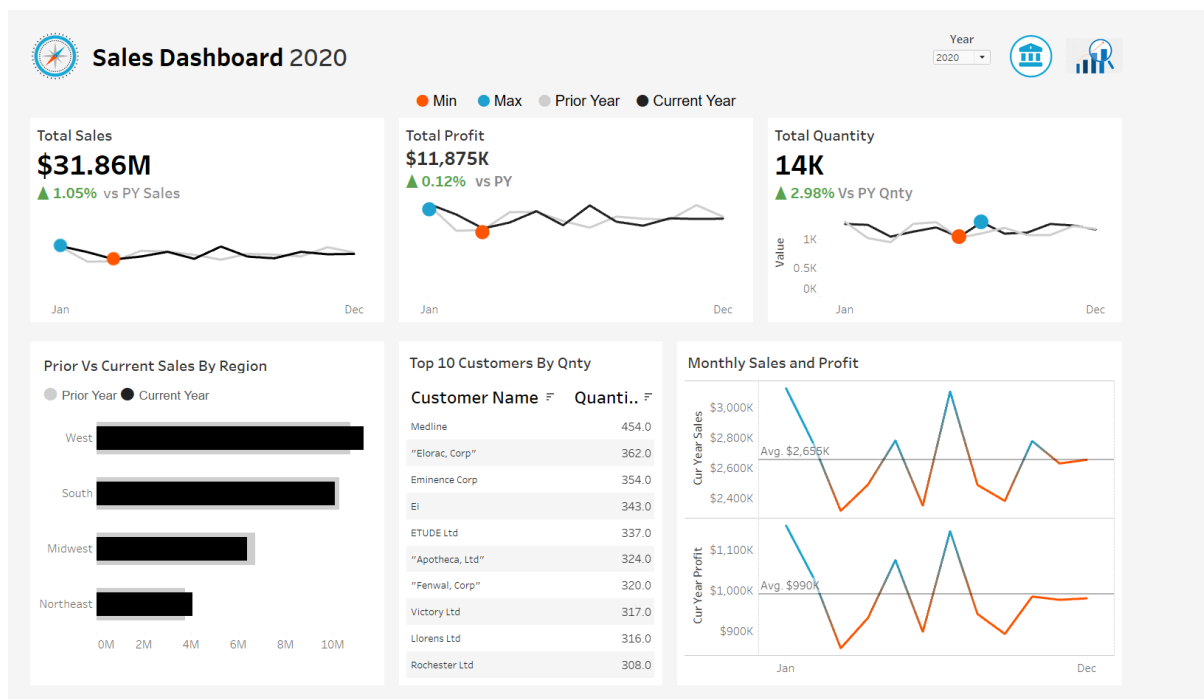 Sales Dashboard 2020
Year
2020
Min Max Prior Year Current Year
Total Sales
$31.86M
▲ 1.05% vs PY Sales
Jan Dec
Total Profit
$11,875K
▲ 0.12% vs PY
Jan Dec
Total Quantity
14K
▲ 2.98% Vs PY Qnty
Value
1K
0.5K
0K
Jan Dec
Prior Vs Current Sales By Region
Prior Year Current Year
West
South
Midwest
Northeast
0M 2M 4M 6M 8M 10M
Top 10 Customers By Qnty
Customer Name Quanti..
Medline 454.0
"Elorac, Corp" 362.0
Eminence Corp 354.0
Ei 343.0
ETUDE Ltd 337.0
"Apotheca, Ltd" 324.0
"Fenwal, Corp" 320.0
Victory Ltd 317.0
Llorens Ltd 316.0
Rochester Ltd 308.0
Monthly Sales and Profit
Cur Year Sales
$3,000K
$2,800K
$2,600K
$2,400K
Avg. $2,655K
Cur Year Profit
$1,100K
$1,000K
$900K
Avg. $990K
Jan Dec